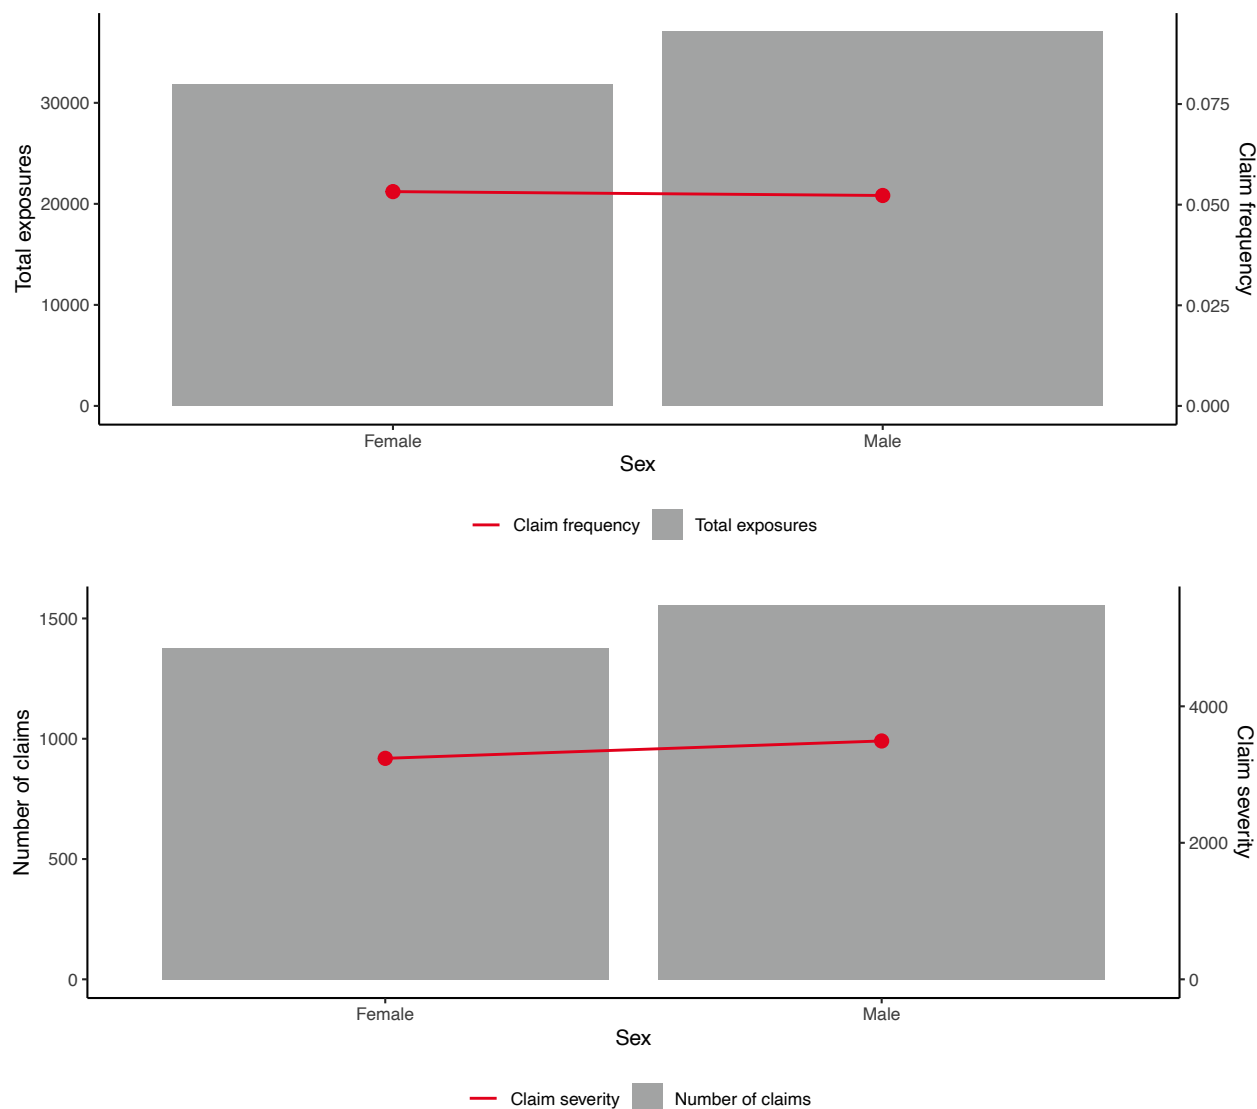 30000
20000
10000
0
Total exposures
0.075
0.050
0.025
0.000
Claim frequency
Female
Male
Sex
Claim frequency
Total exposures
1500
1000
500
0
Number of claims
4000
2000
0
Claim severity
Female
Male
Sex
Claim severity
Number of claims